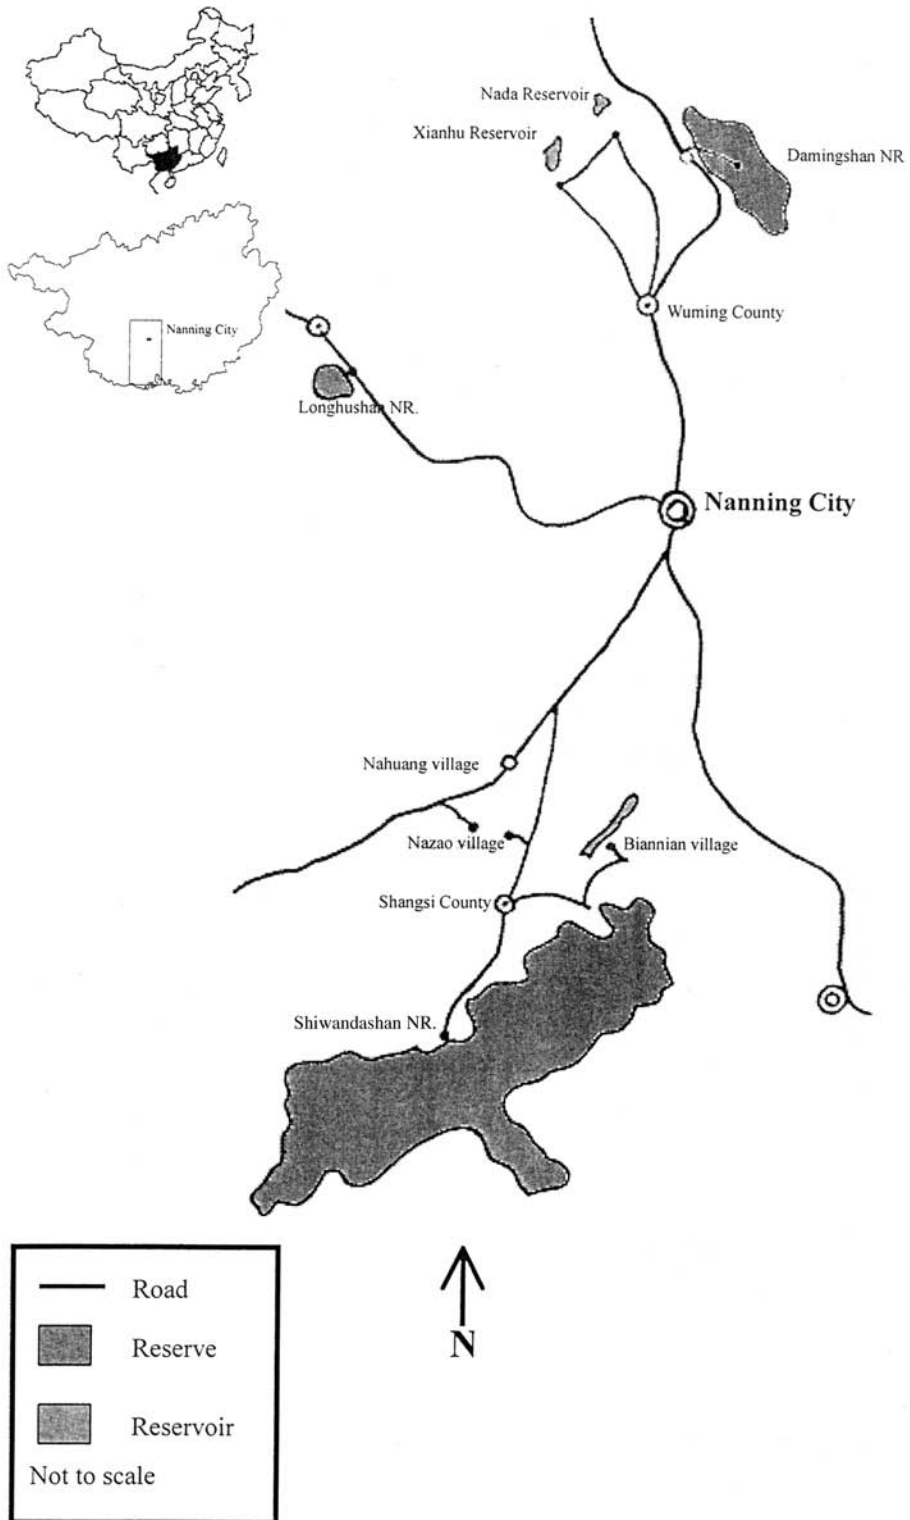 Nada Reservoir
Xianhu Reservoir
Damingshan NR
Wuming County
Nanning City
Longhushan NR.
Nanning City
Nahuang village
Nazao village
Biannian village
Shangsi County
Shiwandashan NR.
N
Road
Reserve
Reservoir
Not to scale